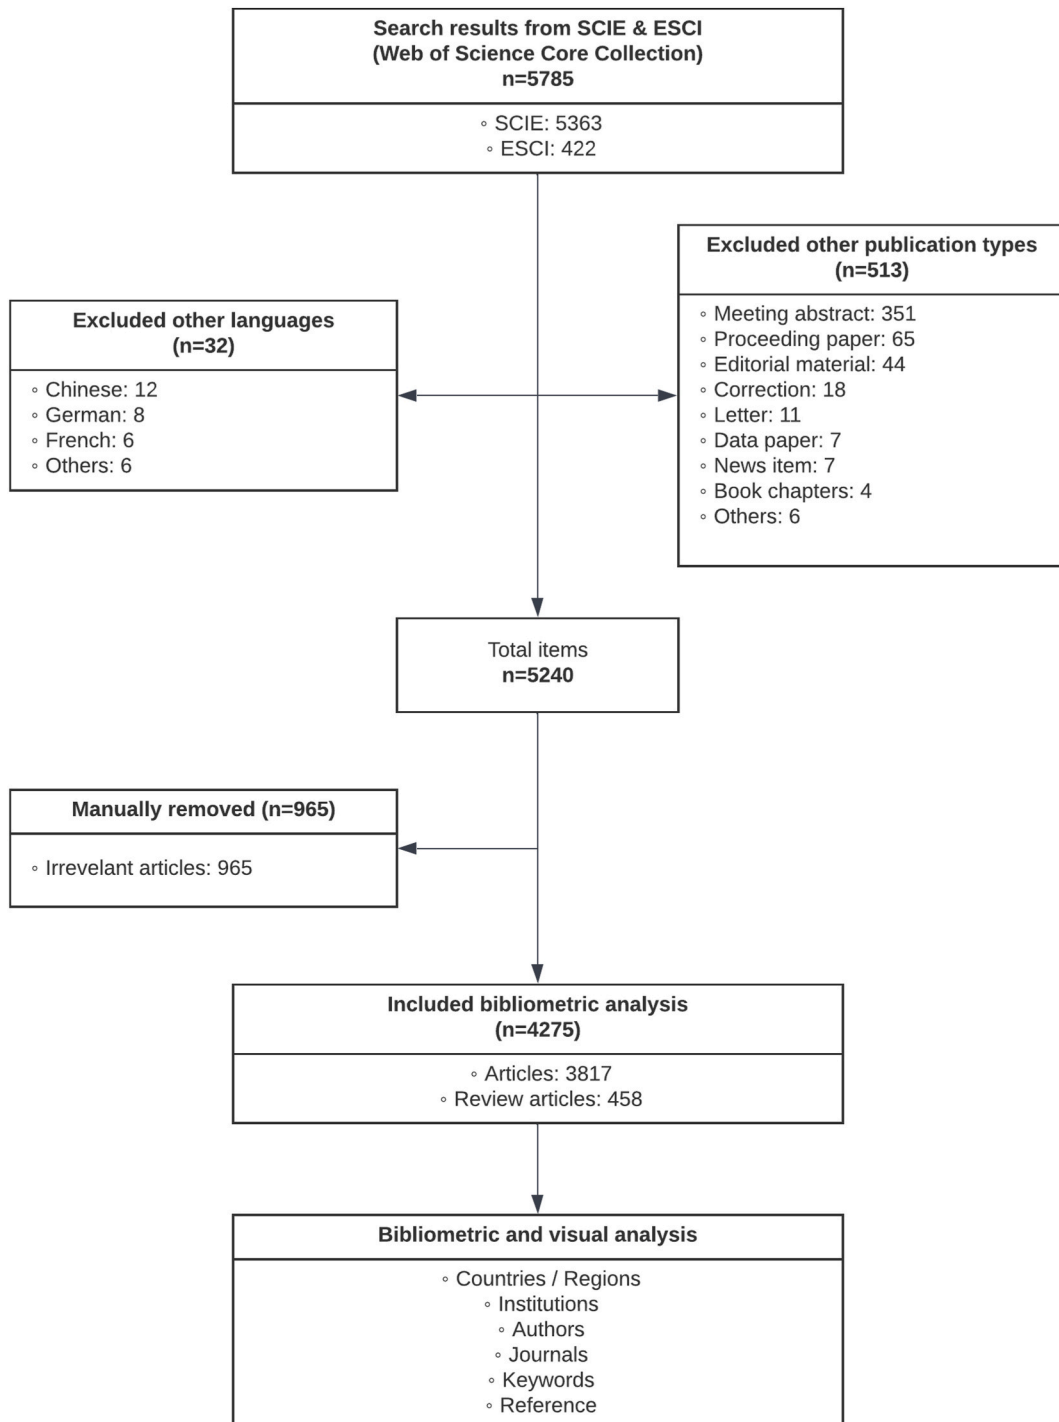 Search results from SCIE & ESCI
(Web of Science Core Collection)
n=5785
◦ SCIE: 5363
◦ ESCI: 422
Excluded other publication types
(n=513)
◦ Meeting abstract: 351
◦ Proceeding paper: 65
◦ Editorial material: 44
◦ Correction: 18
◦ Letter: 11
◦ Data paper: 7
◦ News item: 7
◦ Book chapters: 4
◦ Others: 6
Excluded other languages
(n=32)
◦ Chinese: 12
◦ German: 8
◦ French: 6
◦ Others: 6
Total items
n=5240
Manually removed (n=965)
◦ Irrevelant articles: 965
Included bibliometric analysis
(n=4275)
◦ Articles: 3817
◦ Review articles: 458
Bibliometric and visual analysis
◦ Countries / Regions
◦ Institutions
◦ Authors
◦ Journals
◦ Keywords
◦ Reference